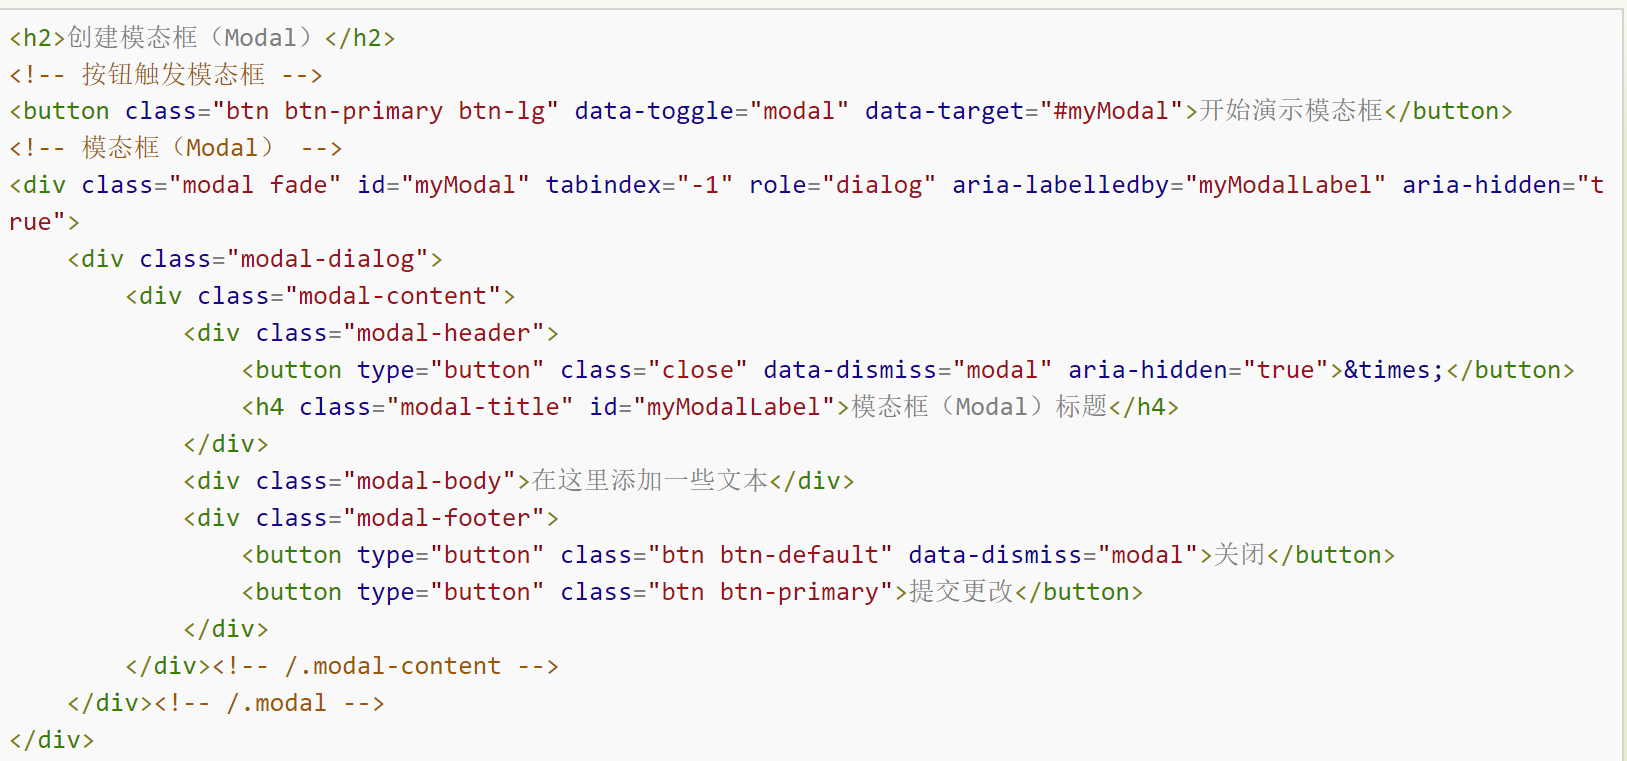 <h2>创建模态框（Modal）</h2>
<!-- 按钮触发模态框 -->
<button class="btn btn-primary btn-lg" data-toggle="modal" data-target="#myModal">开始演示模态框</button>
<!-- 模态框（Modal） -->
<div class="modal fade" id="myModal" tabindex="-1" role="dialog" aria-labelledby="myModalLabel" aria-hidden="t
rue">
    <div class="modal-dialog">
        <div class="modal-content">
            <div class="modal-header">
                <button type="button" class="close" data-dismiss="modal" aria-hidden="true">&times;</button>
                <h4 class="modal-title" id="myModalLabel">模态框（Modal）标题</h4>
            </div>
            <div class="modal-body">在这里添加一些文本</div>
            <div class="modal-footer">
                <button type="button" class="btn btn-default" data-dismiss="modal">关闭</button>
                <button type="button" class="btn btn-primary">提交更改</button>
            </div>
        </div><!-- /.modal-content -->
    </div><!-- /.modal -->
</div>